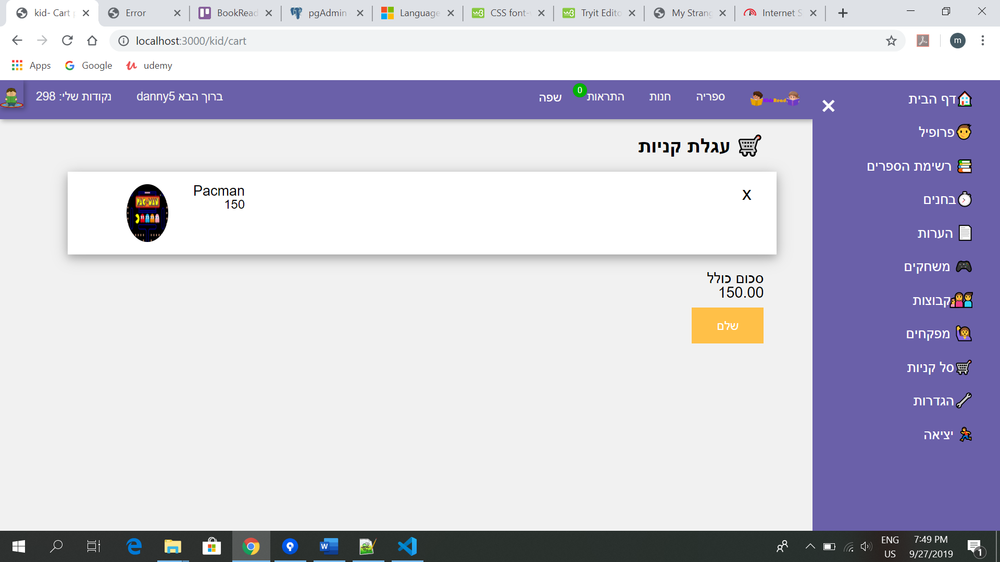 kid- Cart p
Error
BookRead
pgAdmin
Language
CSS font-
Tryit Edito
My Strang
Internet S
localhost:3000/kid/cart
m
Apps
Google
udemy
KidsRead
ספריה
חנות
התראות
0
שפה
ברוך הבא danny5
נקודות שלי: 298
דף הבית
פרופיל
רשימת הספרים
בחנים
הערות
משחקים
קבוצות
מפקחים
סל קניות
הגדרות
יציאה
עגלת קניות
X
Pacman
150
PAC-MAN
סכום כולל
150.00
שלם
ENG
US
7:49 PM
9/27/2019
1